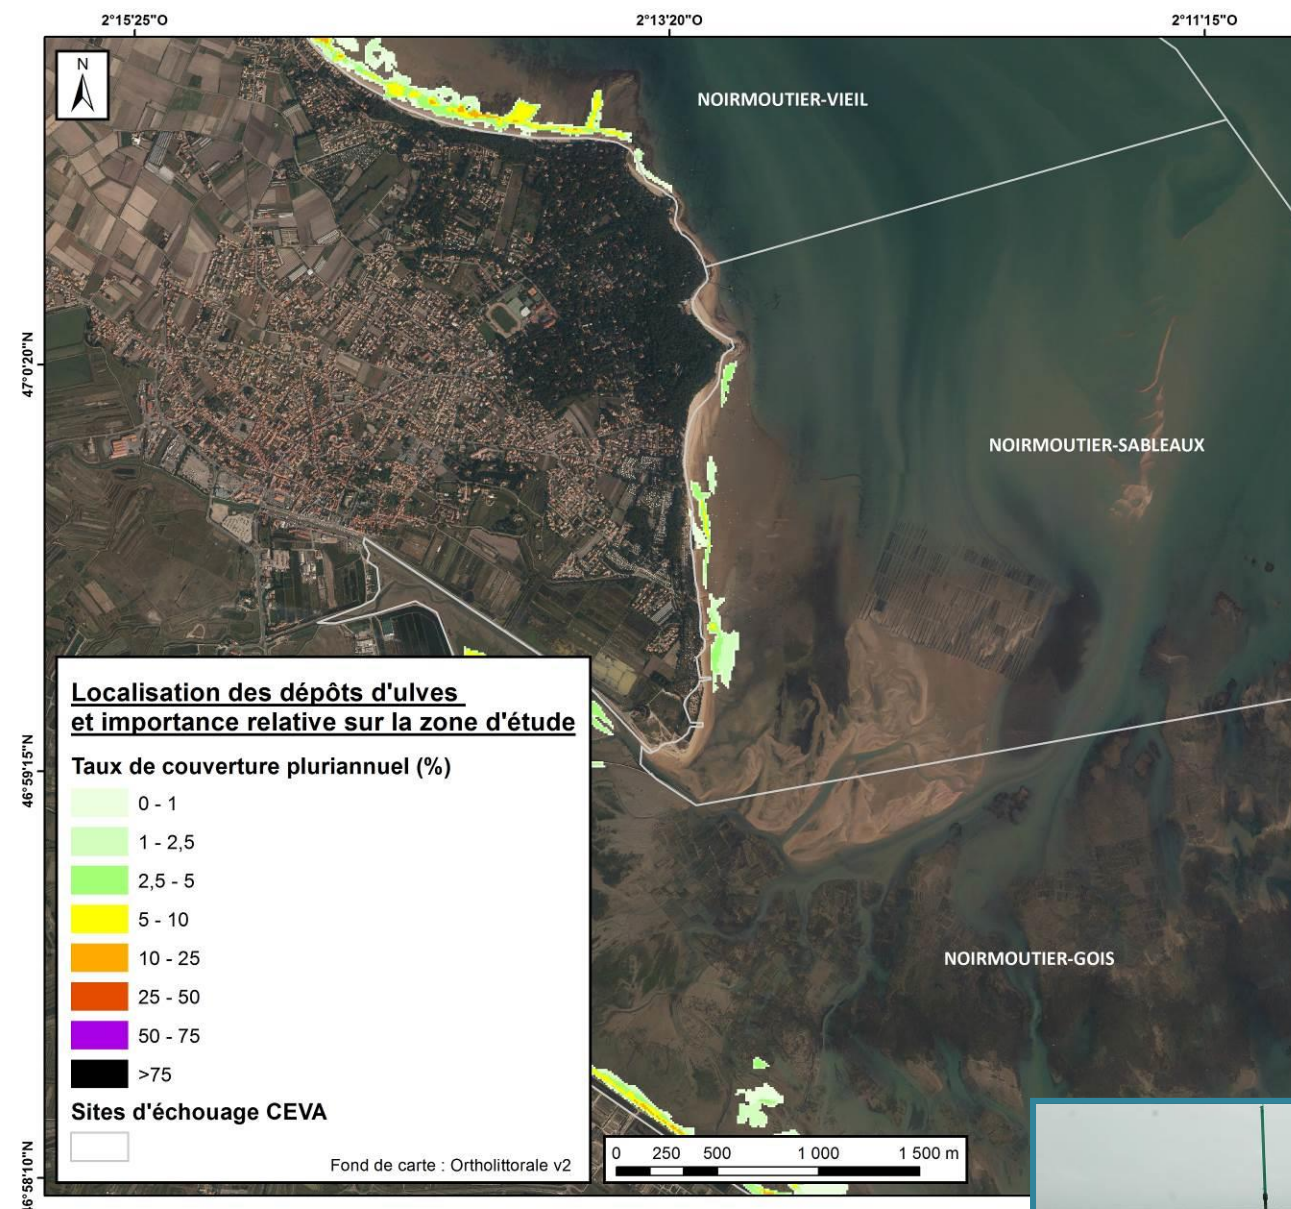 2°15'25"O
2°13'20"O
2°11'15"O
N
NOIRMOUTIER-VIEIL
47°0'20"N
NOIRMOUTIER-SABLEAUX
46°59'15"N
Localisation des dépôts d'ulves
et importance relative sur la zone d'étude
Taux de couverture pluriannuel (%)
0 - 1
1 - 2,5
2,5 - 5
5 - 10
10 - 25
25 - 50
50 - 75
>75
Sites d'échouage CEVA
Fond de carte : Ortholittorale v2
NOIRMOUTIER-GOIS
46°58'10"N
0 250 500 1 000 1 500 m